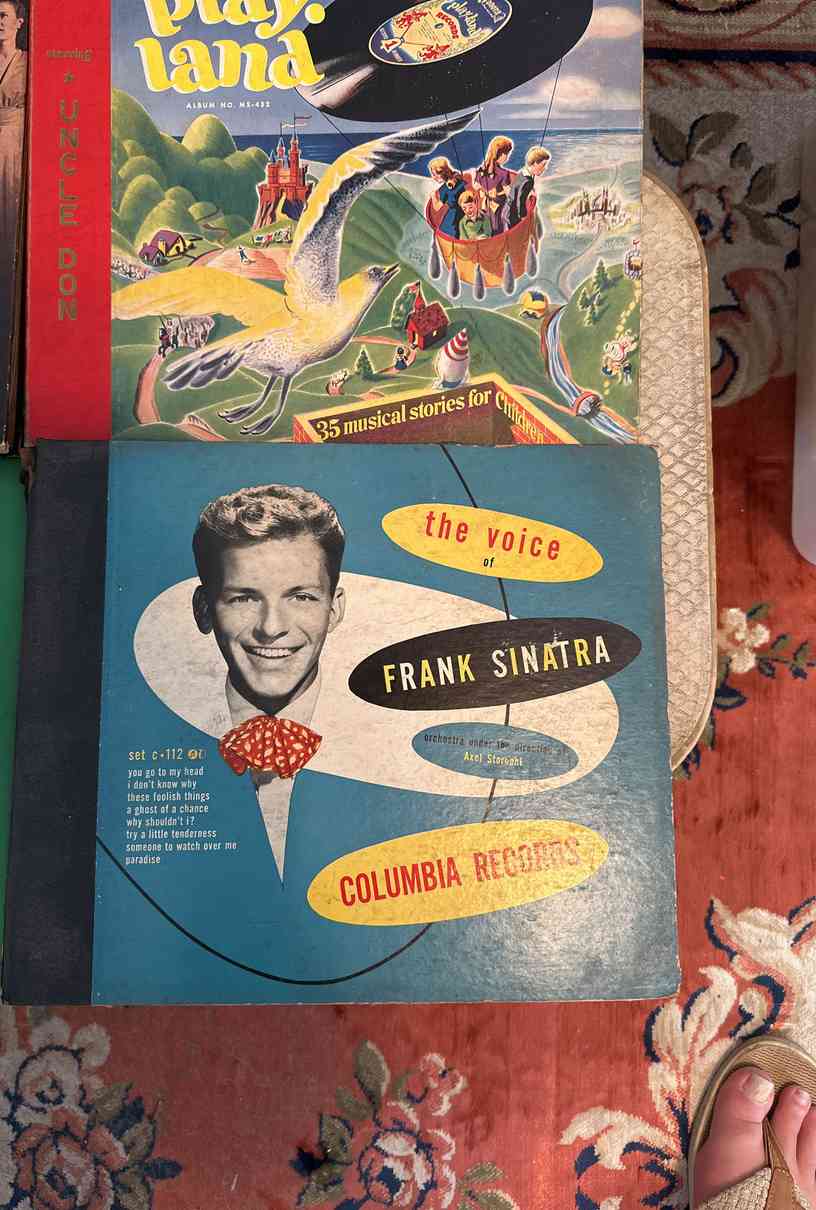 play.
land
ALBUM NO. MS-452
RECORDS
UNCLE DON
35 musical stories for Children
the voice
of
FRANK SINATRA
orchestra under the direction of
Axel Stordahl
set c•112
you go to my head
i don't know why
these foolish things
a ghost of a chance
why shouldn't i?
try a little tenderness
someone to watch over me
paradise
COLUMBIA RECORDS